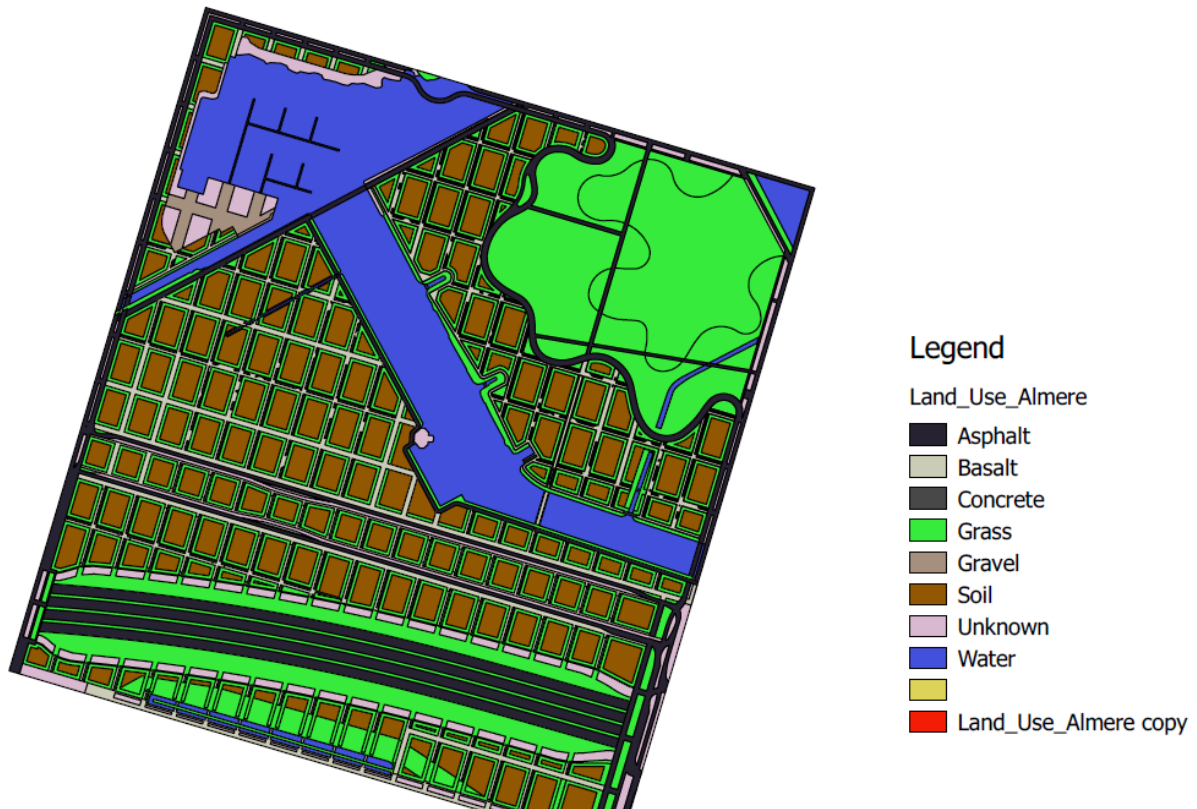 Legend
Land_Use_Almere
Asphalt
Basalt
Concrete
Grass
Gravel
Soil
Unknown
Water
Land_Use_Almere copy